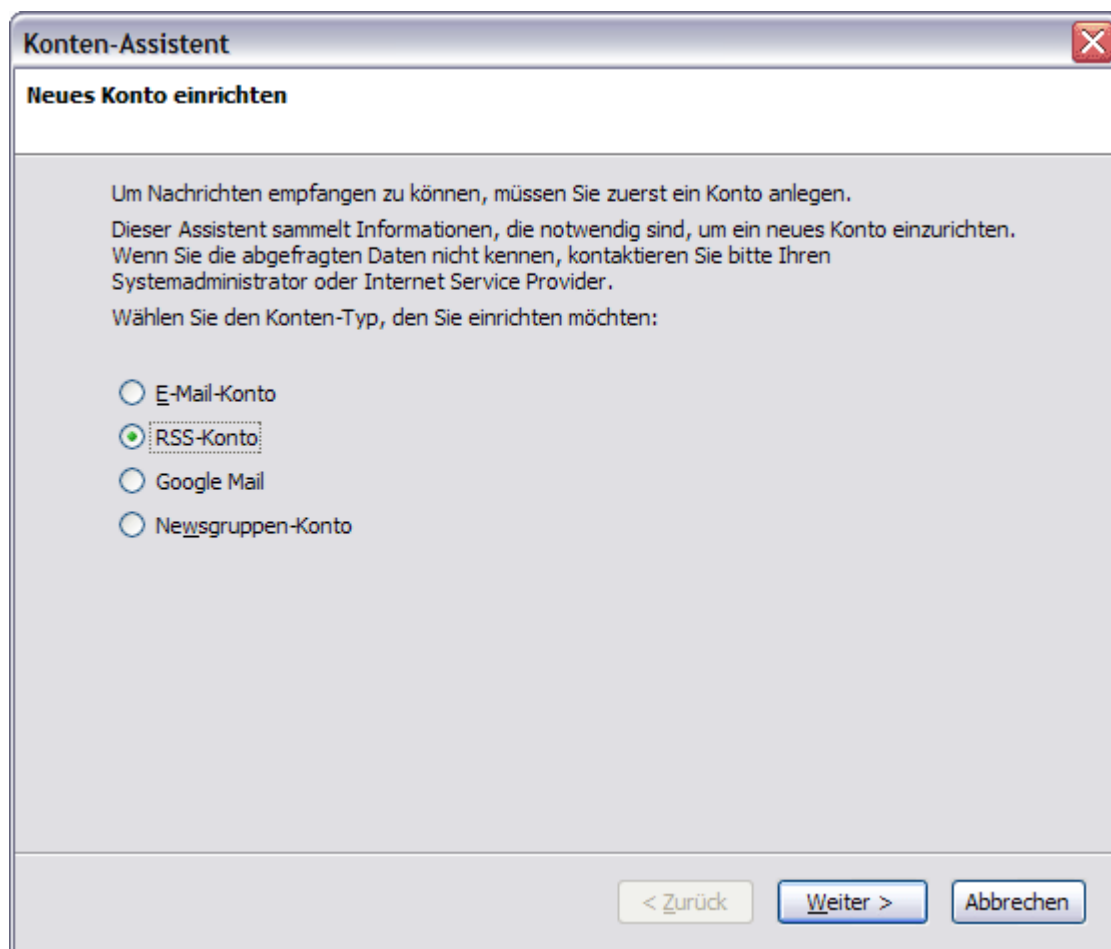 Konten-Assistent
Neues Konto einrichten
Um Nachrichten empfangen zu können, müssen Sie zuerst ein Konto anlegen.
Dieser Assistent sammelt Informationen, die notwendig sind, um ein neues Konto einzurichten.
Wenn Sie die abgefragten Daten nicht kennen, kontaktieren Sie bitte Ihren
Systemadministrator oder Internet Service Provider.
Wählen Sie den Konten-Typ, den Sie einrichten möchten:
E-Mail-Konto
RSS-Konto
Google Mail
Newsgruppen-Konto
< Zurück Weiter > Abbrechen